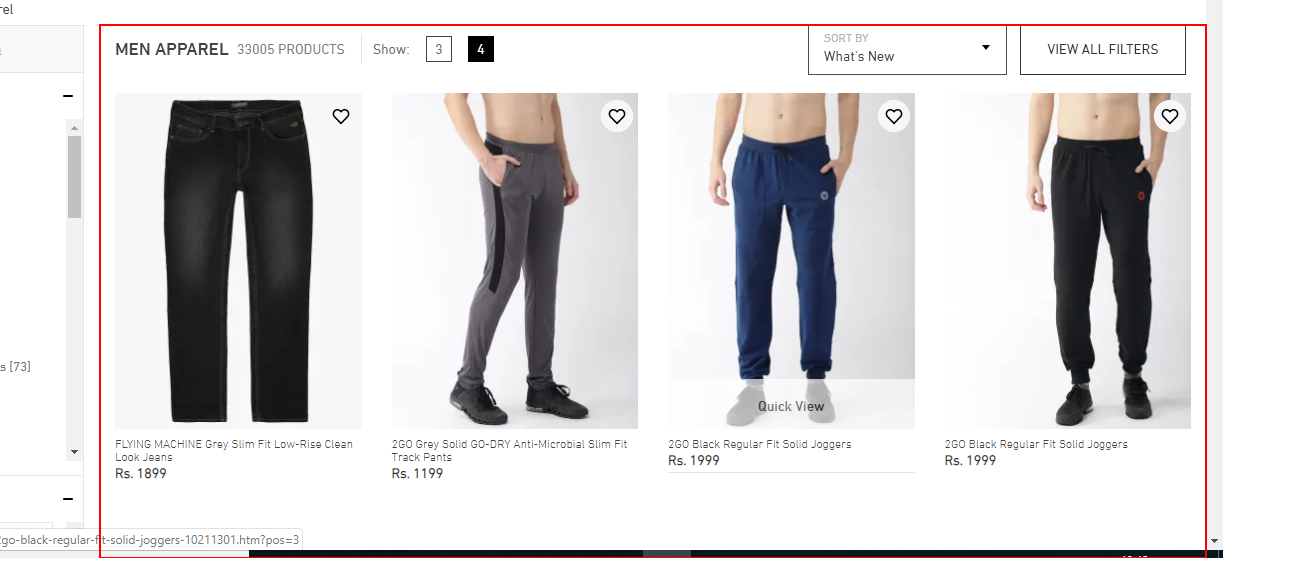 rel
MEN APPAREL 33005 PRODUCTS Show: 3 4
SORT BY
What's New
VIEW ALL FILTERS
s [73]
Quick View
FLYING MACHINE Grey Slim Fit Low-Rise Clean
Look Jeans
Rs. 1899
2GO Grey Solid GO-DRY Anti-Microbial Slim Fit
Track Pants
Rs. 1199
2GO Black Regular Fit Solid Joggers
Rs. 1999
2GO Black Regular Fit Solid Joggers
Rs. 1999
2go-black-regular-fit-solid-joggers-10211301.htm?pos=3